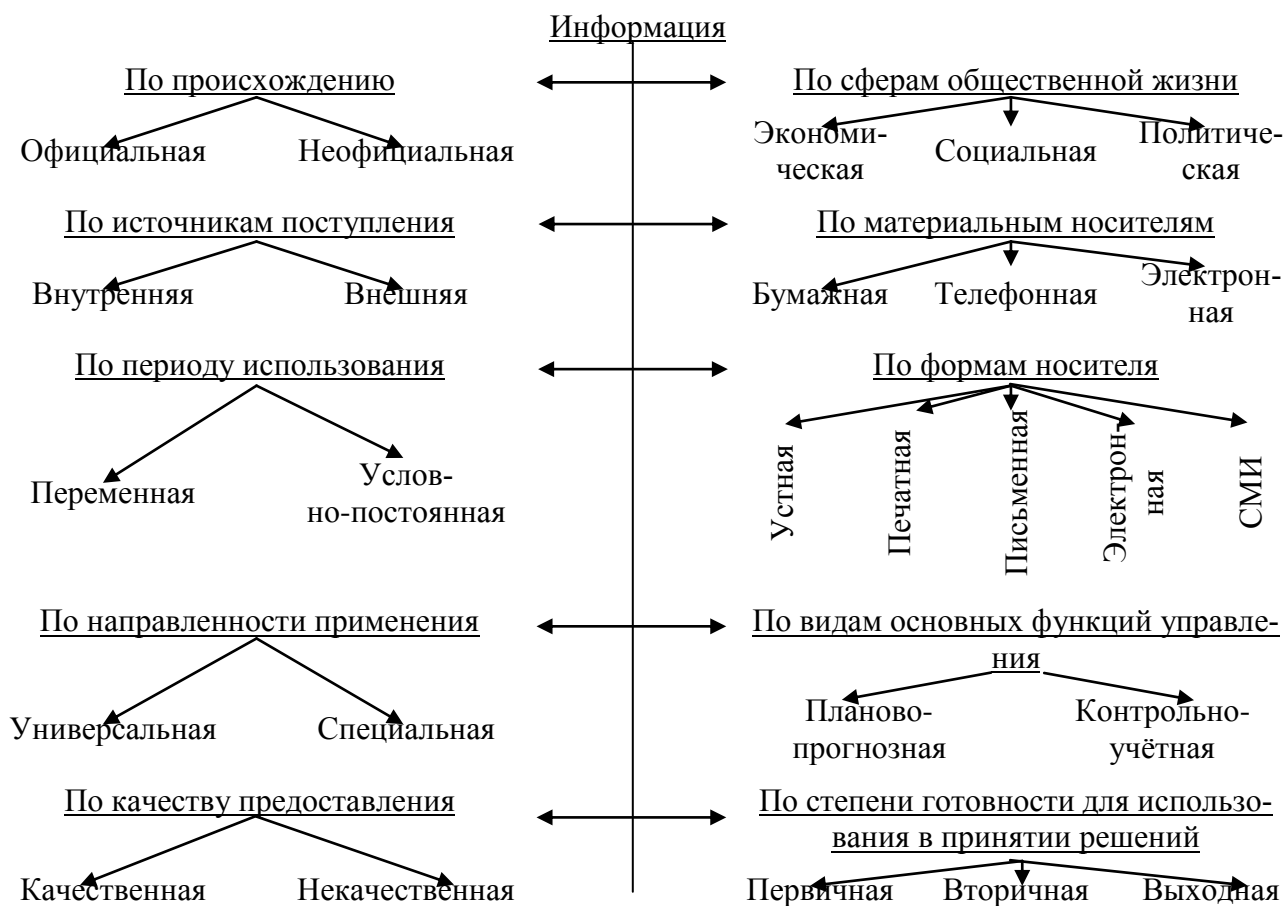 Информация
По происхождению
По сферам общественной жизни
Официальная
Неофициальная
Экономи-
ческая
Социальная
Политиче-
ская
По источникам поступления
По материальным носителям
Внутренняя
Внешняя
Бумажная
Телефонная
Электрон-
ная
По периоду использования
По формам носителя
Переменная
Услов-
но-постоянная
Устная
Печатная
Письменная
Электрон-
ная
СМИ
По направленности применения
По видам основных функций управле-
ния
Универсальная
Специальная
Планово-
прогнозная
Контрольно-
учётная
По качеству предоставления
По степени готовности для использо-
вания в принятии решений
Качественная
Некачественная
Первичная
Вторичная
Выходная